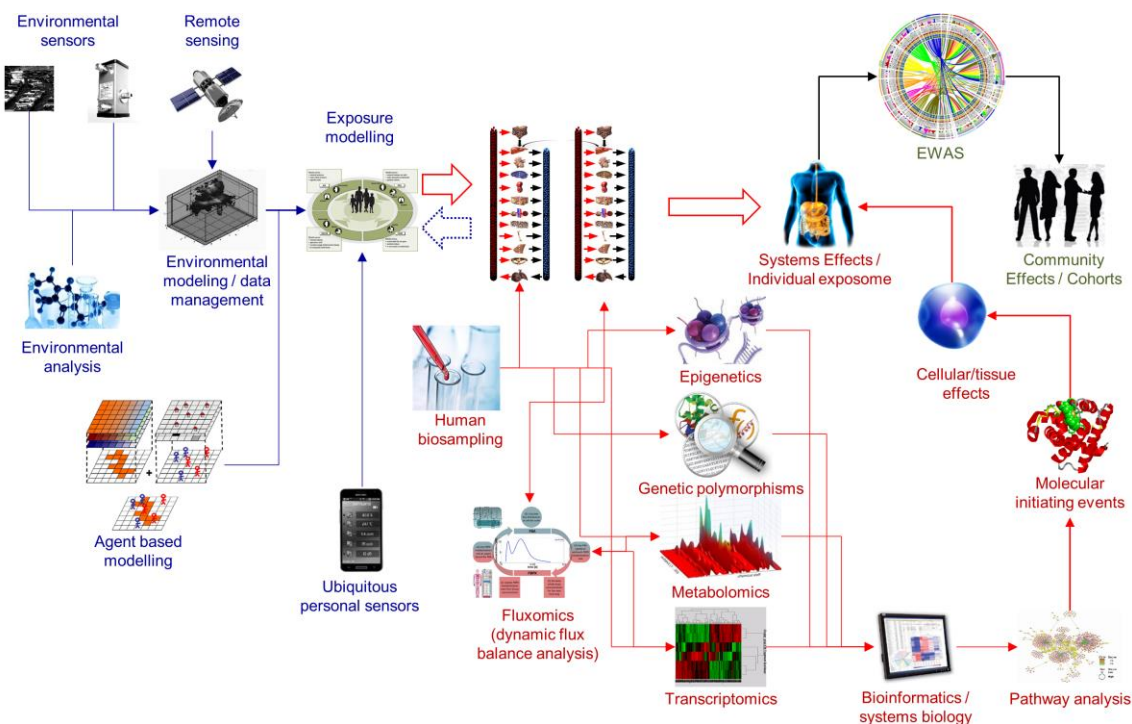 Environmental
sensors
Remote
sensing
Exposure
modelling
EWAS
Environmental
modeling / data
management
Systems Effects /
Individual exposome
Community
Effects / Cohorts
Environmental
analysis
Human
biosampling
Epigenetics
Cellular/tissue
effects
Genetic polymorphisms
Molecular
initiating events
+
Agent based
modelling
Ubiquitous
personal sensors
Fluxomics
(dynamic flux
balance analysis)
Metabolomics
Transcriptomics
Bioinformatics /
systems biology
Pathway analysis